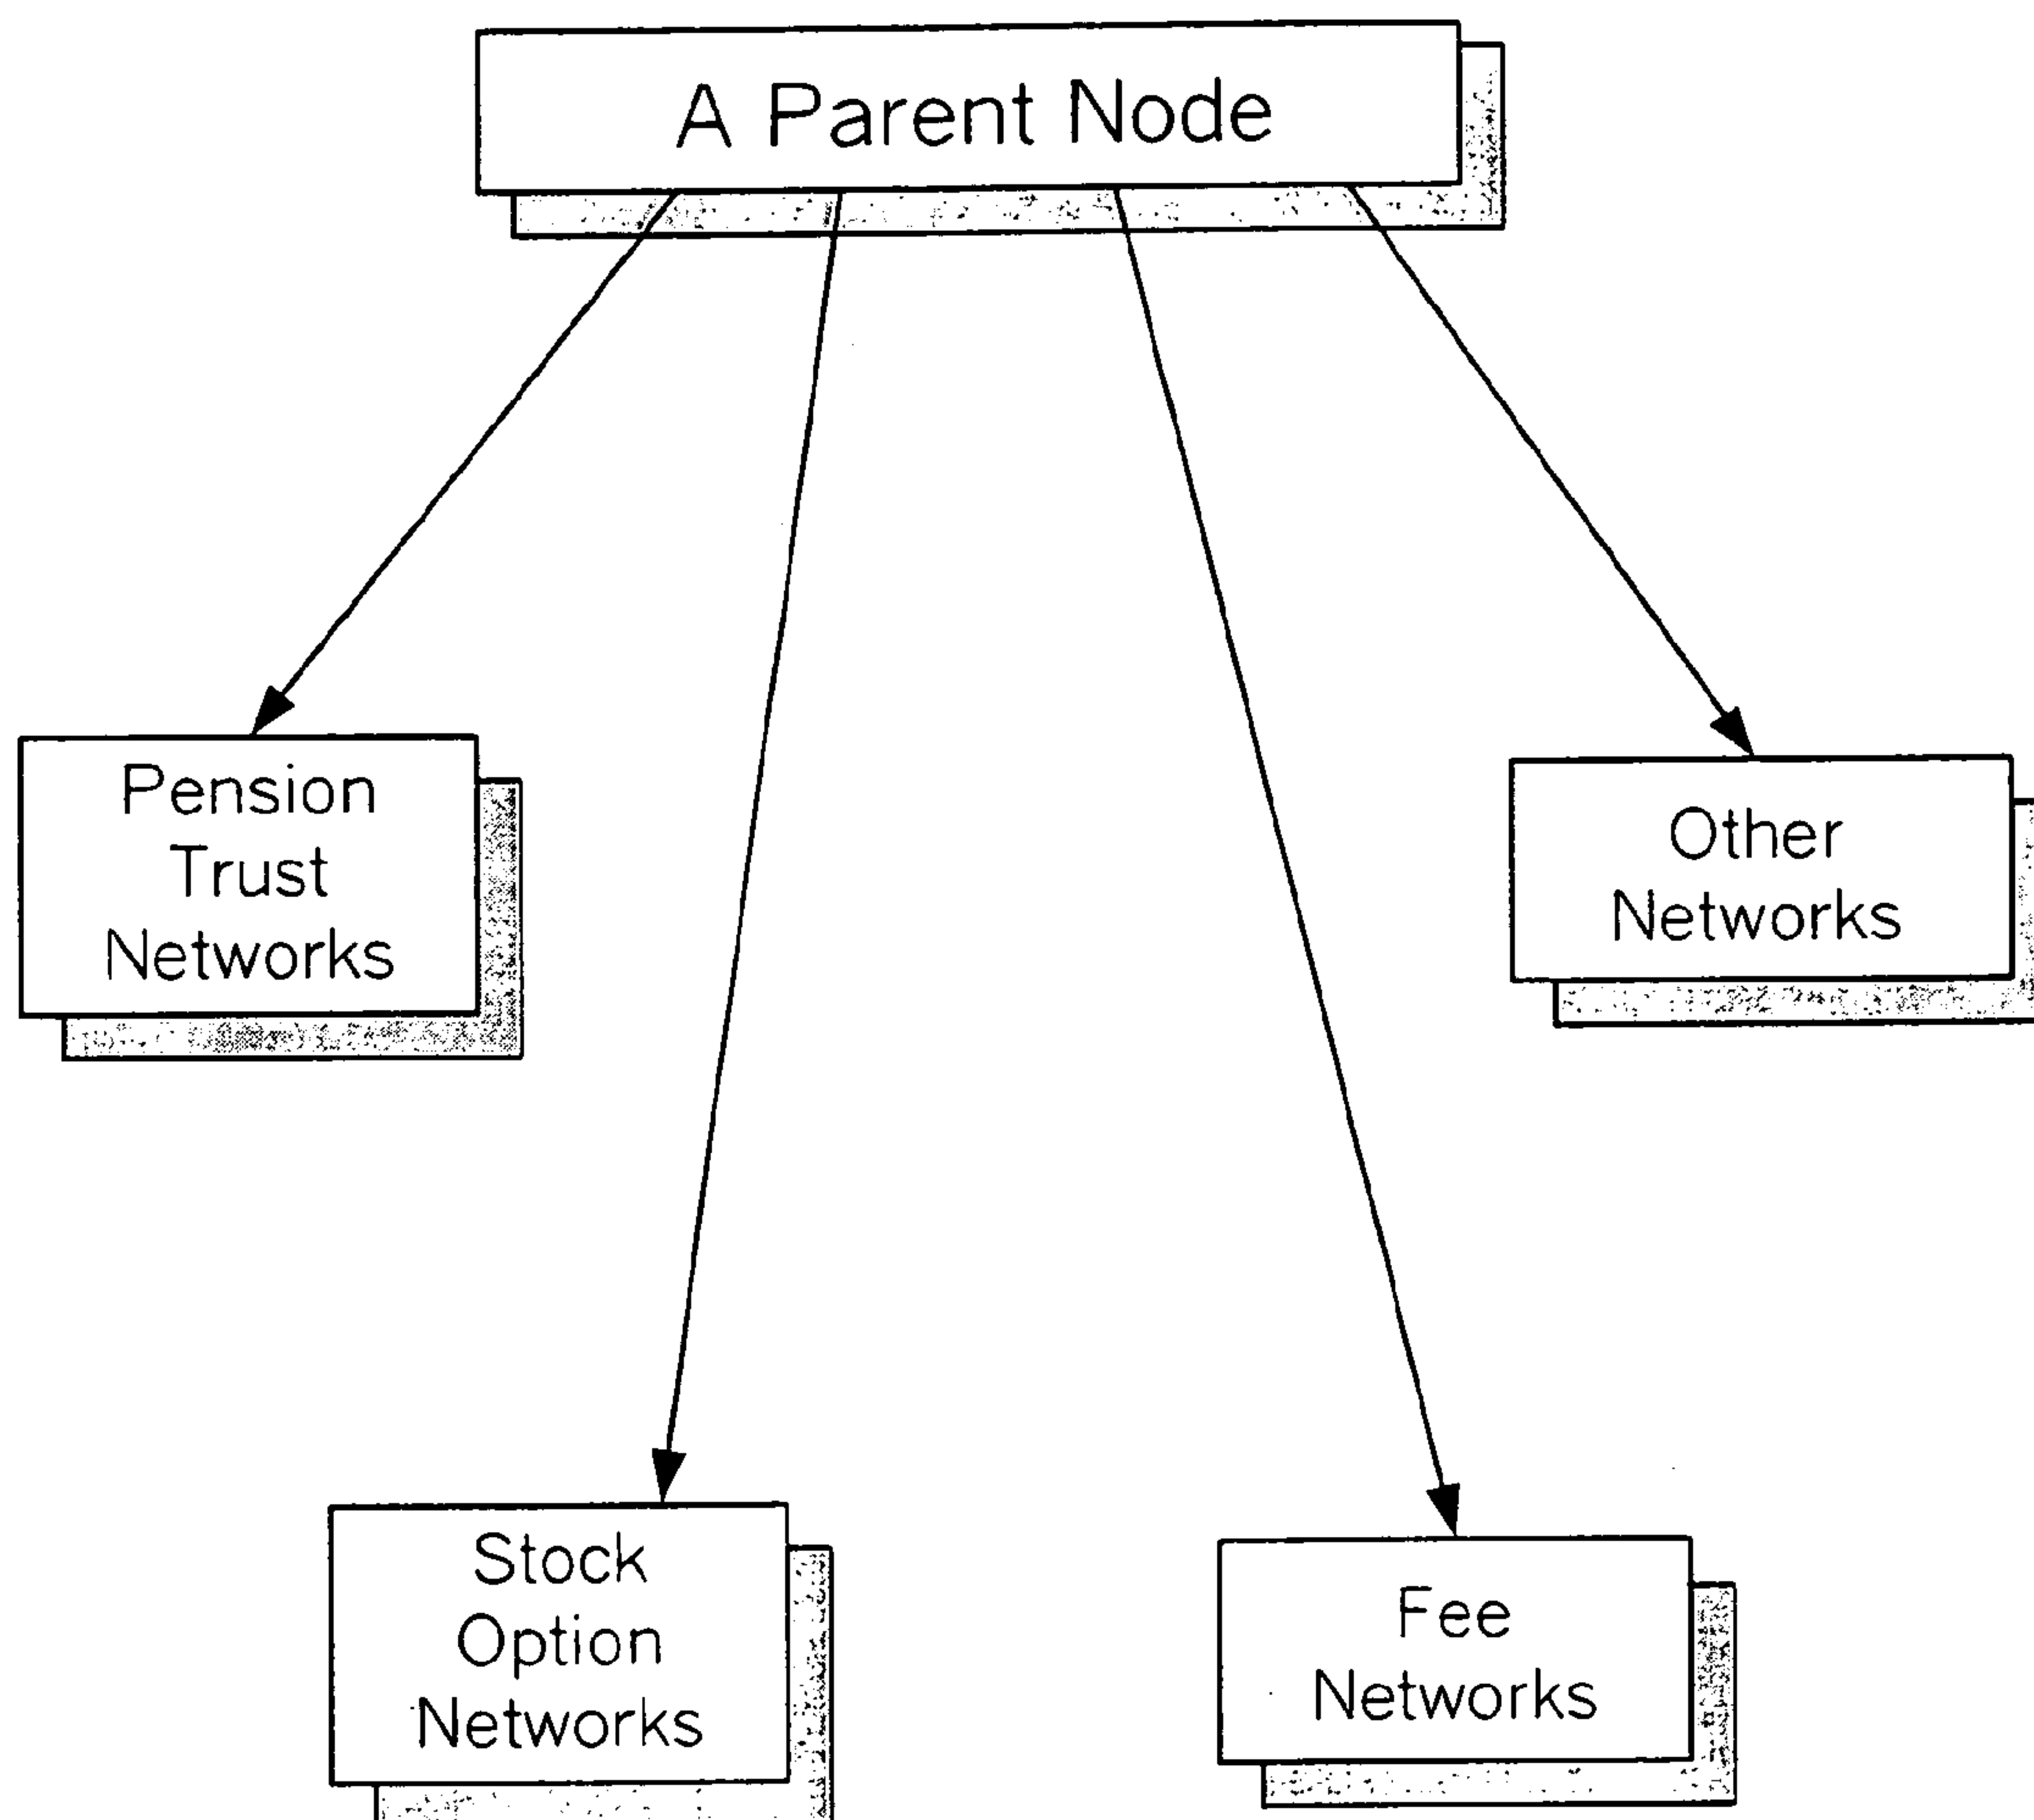 A Parent Node
Pension
Trust
Networks
Other
Networks
Stock
Option
Networks
Fee
Networks